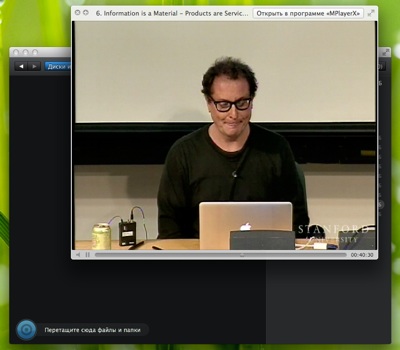 6. Information is a Material – Products are Servic...
Открыть в программе «MPlayerX»
Диски и
STANFORD
UNIVERSITY
00:40:30
Перетащите сюда файлы и папки